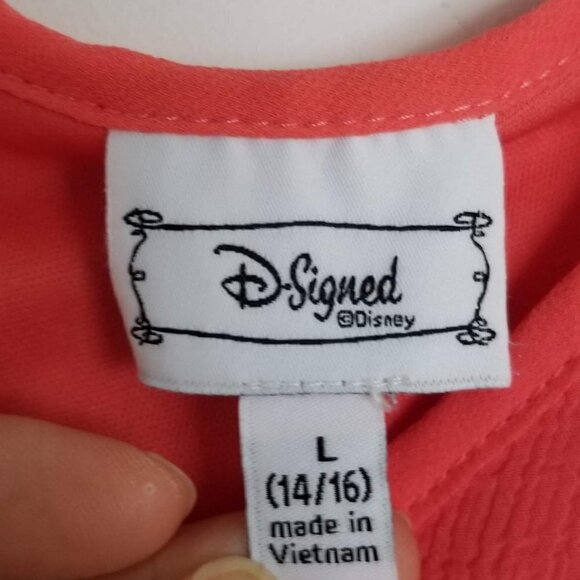 D-Signed
©Disney
L
(14/16)
made in
Vietnam